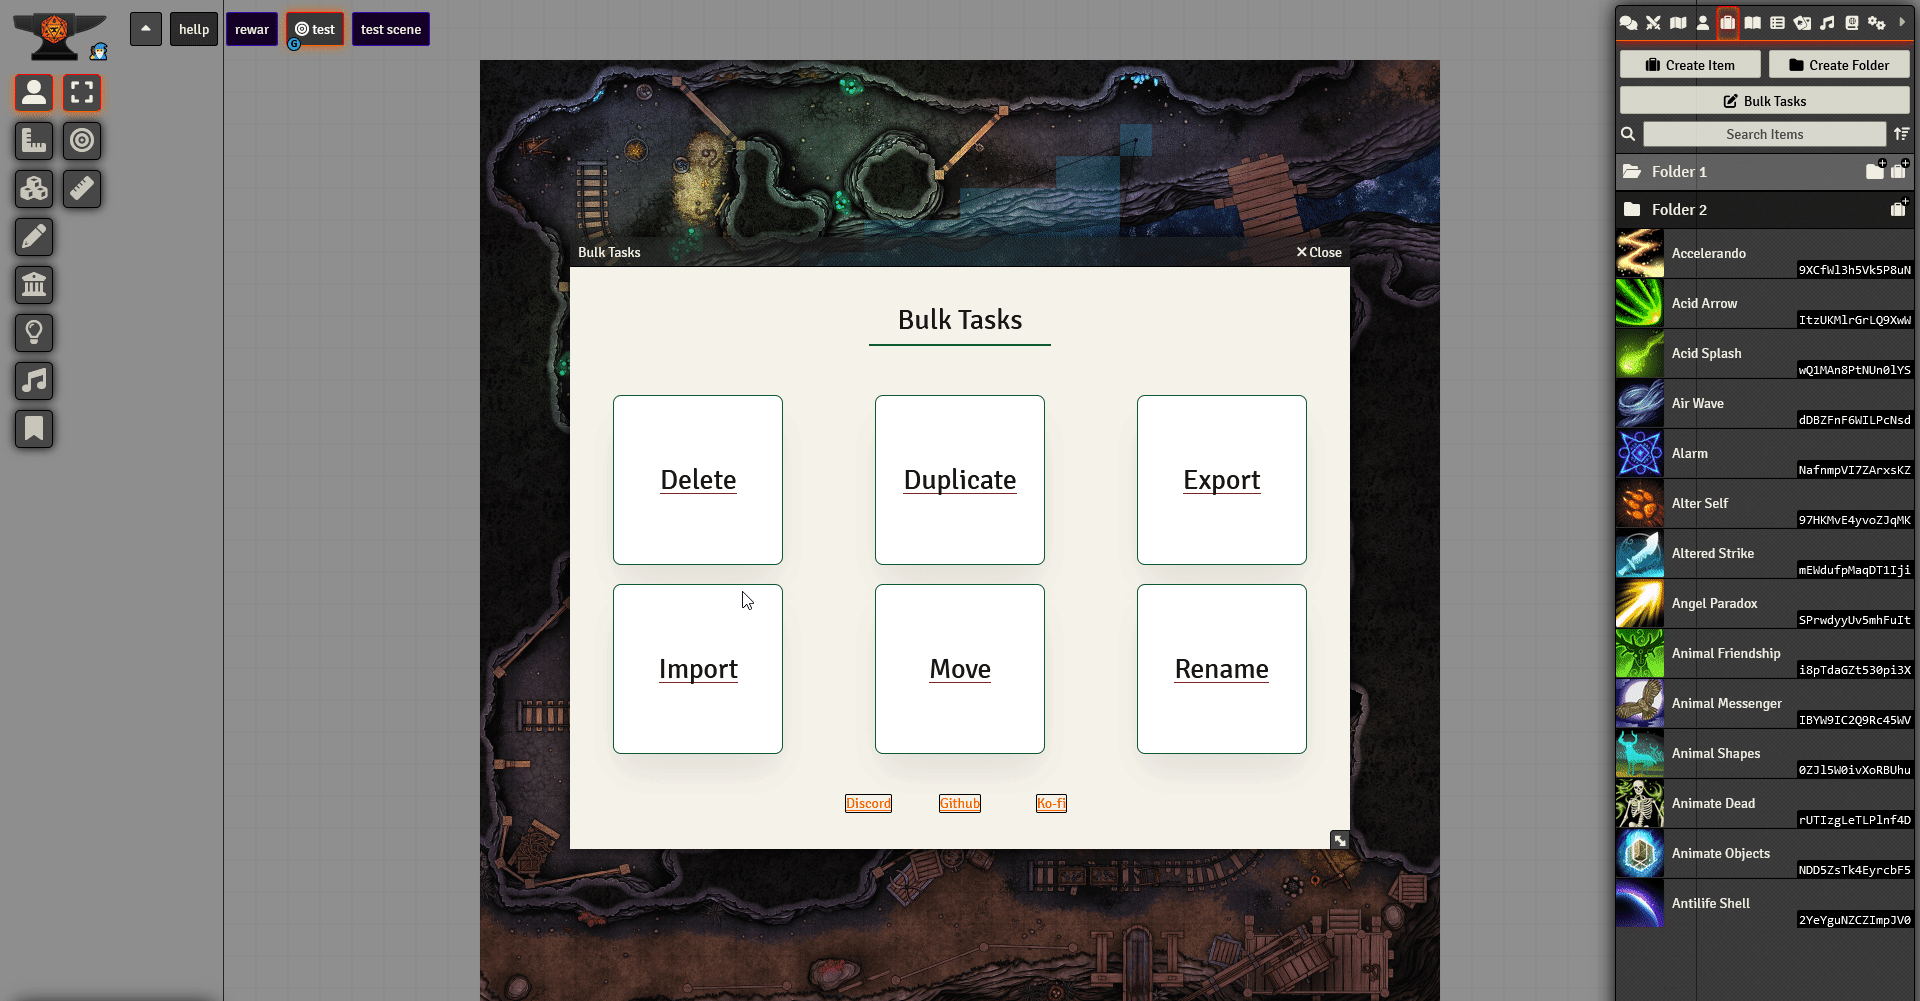 hellp
rewar
test
G
test scene
Create Item
Create Folder
Bulk Tasks
Search Items
Folder 1
Folder 2
Accelerando
9XCfWl3h5Vk5P8uN
Acid Arrow
ItzUKMlrGrLQ9XwW
Acid Splash
wQ1MAn8PtNUn0lYS
Air Wave
dDBZFnF6WILPcNsd
Alarm
NafnmpVI7ZArxsKZ
Alter Self
97HKMvE4yvoZJqMK
Altered Strike
mEWdufpMaqDT1Iji
Angel Paradox
SPrwdyyUv5mhFuIt
Animal Friendship
i8pTdaGZt530pi3X
Animal Messenger
IBYW9IC2Q9Rc45WV
Animal Shapes
0ZJl5W0ivXoRBUhu
Animate Dead
rUTIzgLeTLPlnf4D
Animate Objects
NDD5ZsTk4EyrcbF5
Antilife Shell
2YeYguNZCZImpJV0
Bulk Tasks
Close
Bulk Tasks
Delete
Duplicate
Export
Import
Move
Rename
Discord
Github
Ko-fi